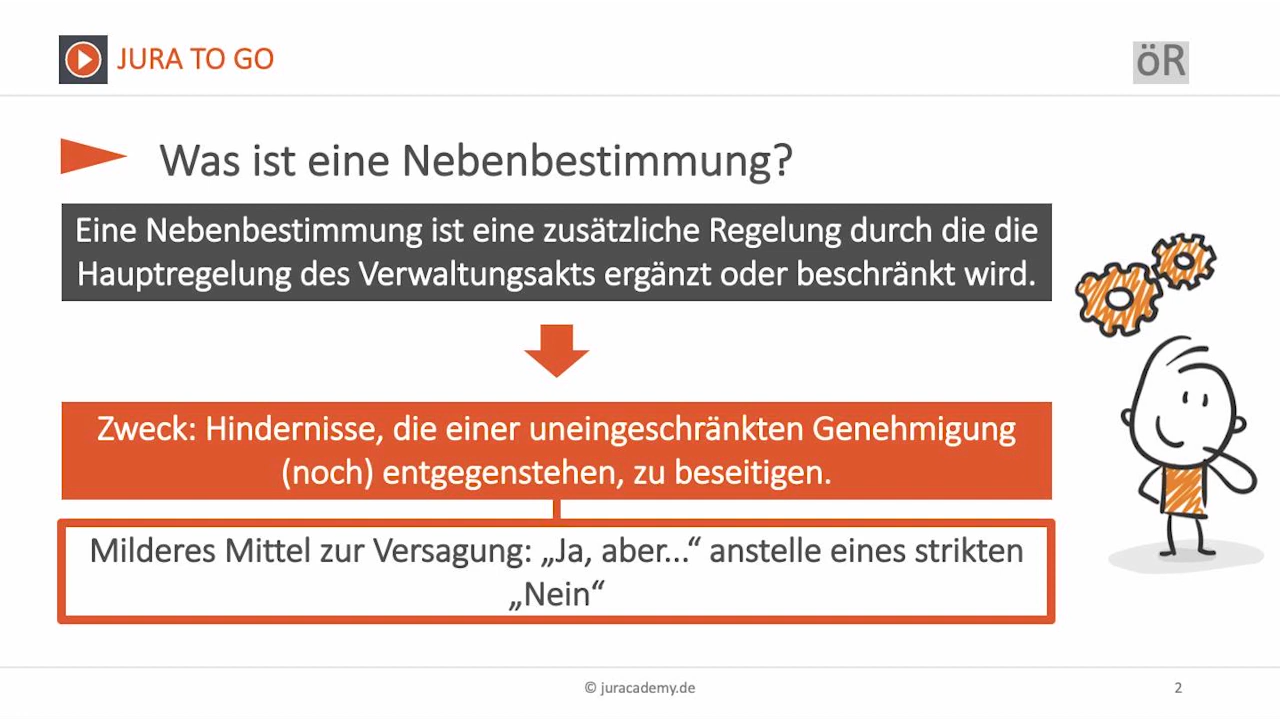 JURA TO GO
öR
Was ist eine Nebenbestimmung?
Eine Nebenbestimmung ist eine zusätzliche Regelung durch die die
Hauptregelung des Verwaltungsakts ergänzt oder beschränkt wird.
Zweck: Hindernisse, die einer uneingeschränkten Genehmigung
(noch) entgegenstehen, zu beseitigen.
Milderes Mittel zur Versagung: „Ja, aber...“ anstelle eines strikten
„Nein“
© juracademy.de
2